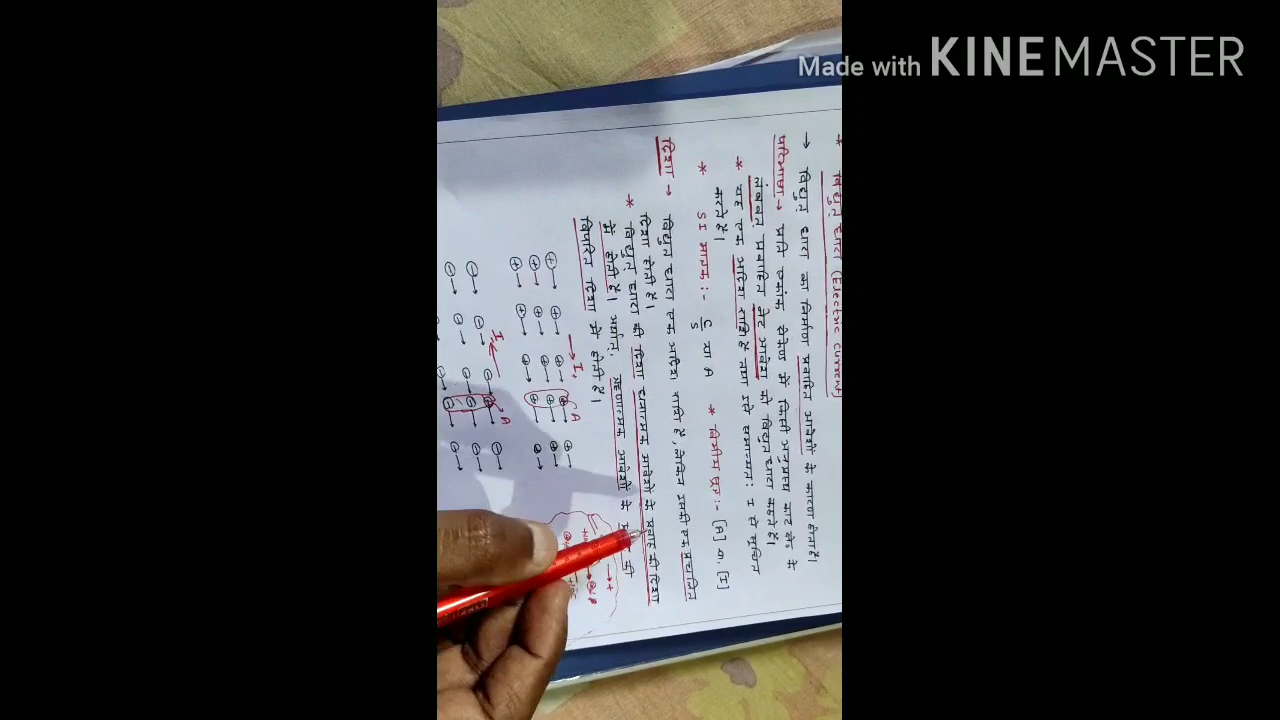 Made with KINEMASTER
* विद्युत धारा (Electric Current)
→ विद्युत धारा का निर्माण प्रवाहित आवेशों के कारण होता है।
परिभाषा → प्रति एकांक क्षेत्रफल में किसी अनुप्रस्थ काट के
लंबवत प्रवाहित नेट आवेश को विद्युत धारा कहते हैं।
* यह एक अदिश राशि है तथा इसे सामान्यतः I से सूचित
करते हैं।
* SI मात्रक :- C/S या A * विमीय सूत्र :- [A] or [I]
दिशा → विद्युत धारा एक अदिश राशि है, लेकिन इसकी एक प्रचलित
दिशा होती है।
* विद्युत धारा की दिशा धनात्मक आवेशों के प्रवाह की दिशा
में होती है। अर्थात् ऋणात्मक आवेशों के की
विपरित दिशा में होती है।
→ I, A
I A